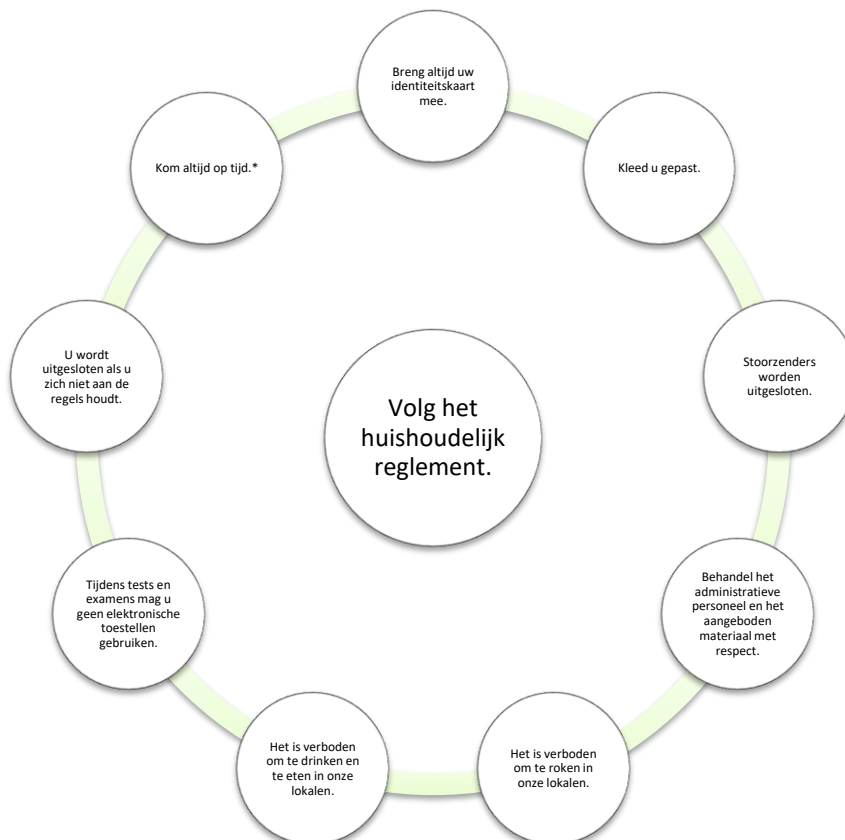 Breng altijd uw
identiteitskaart
mee.
Kleed u gepast.
Stoorzenders
worden
uitgesloten.
Behandel het
administratieve
personeel en het
aangeboden
materiaal met
respect.
Het is verboden
om te roken in
onze lokalen.
Het is verboden
om te drinken en
te eten in onze
lokalen.
Tijdens tests en
examens mag u
geen elektronische
toestellen
gebruiken.
U wordt
uitgesloten als u
zich niet aan de
regels houdt.
Kom altijd op tijd.*
Volg het
huishoudelijk
reglement.